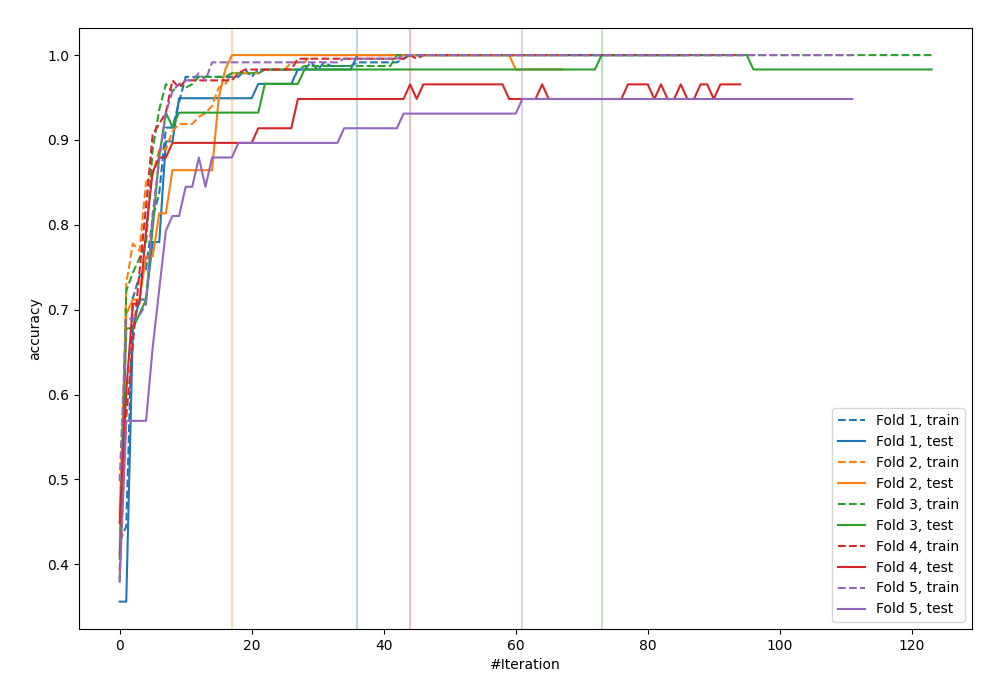 1.0
0.9
0.8
0.7
0.6
0.5
0.4
accuracy
0 20 40 60 80 100 120
#Iteration
Fold 1, train
Fold 1, test
Fold 2, train
Fold 2, test
Fold 3, train
Fold 3, test
Fold 4, train
Fold 4, test
Fold 5, train
Fold 5, test